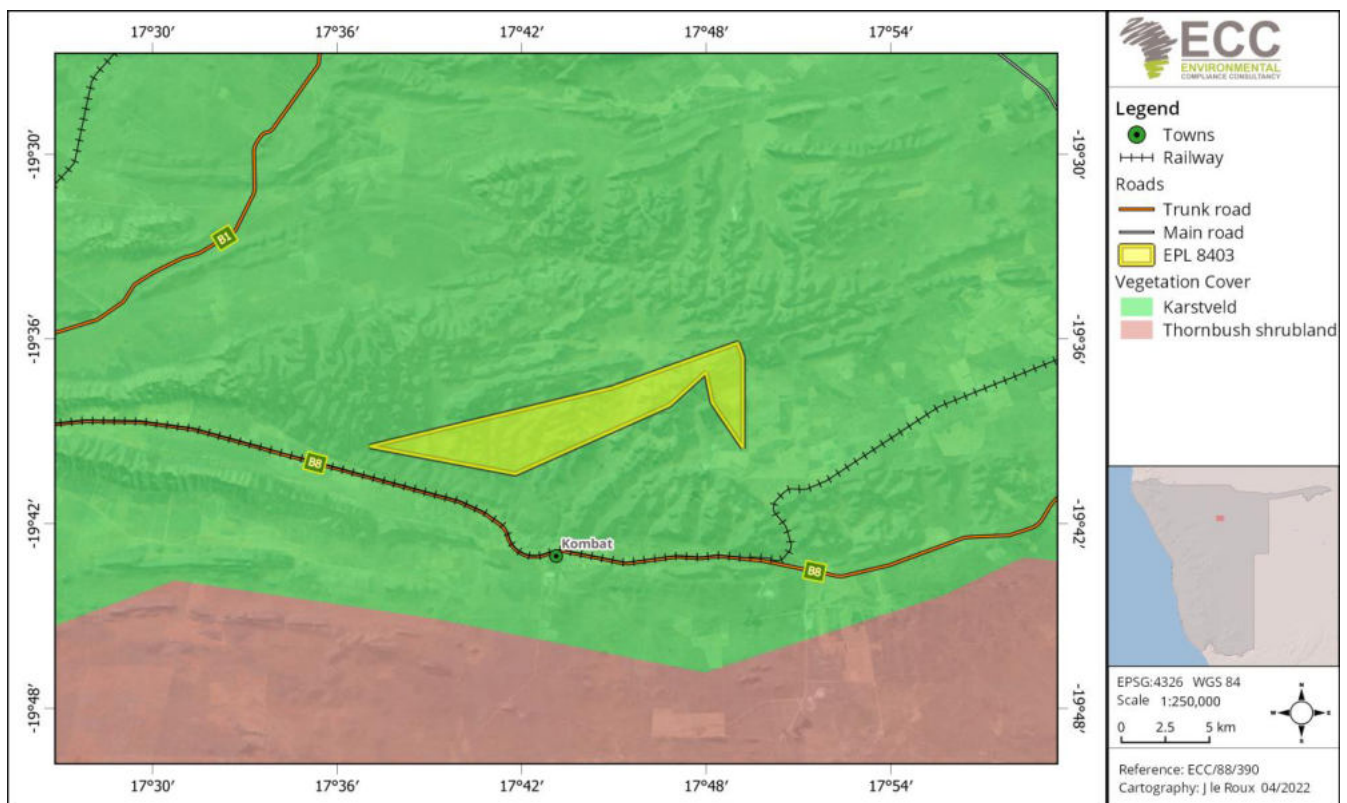 17°30′ 17°36′ 17°42′ 17°48′ 17°54′
-19°30′ -19°30′
-19°36′ -19°36′
-19°42′ -19°42′
-19°48′ -19°48′
B1
B8
Kombat
B8
17°30′ 17°36′ 17°42′ 17°48′ 17°54′
ECC
ENVIRONMENTAL
COMPLIANCE CONSULTANCY
Legend
Towns
Railway
Roads
Trunk road
Main road
EPL 8403
Vegetation Cover
Karstveld
Thornbush shrubland
EPSG:4326 WGS 84
Scale 1:250,000
0 2.5 5 km
N
W E
S
Reference: ECC/88/390
Cartography: J le Roux 04/2022